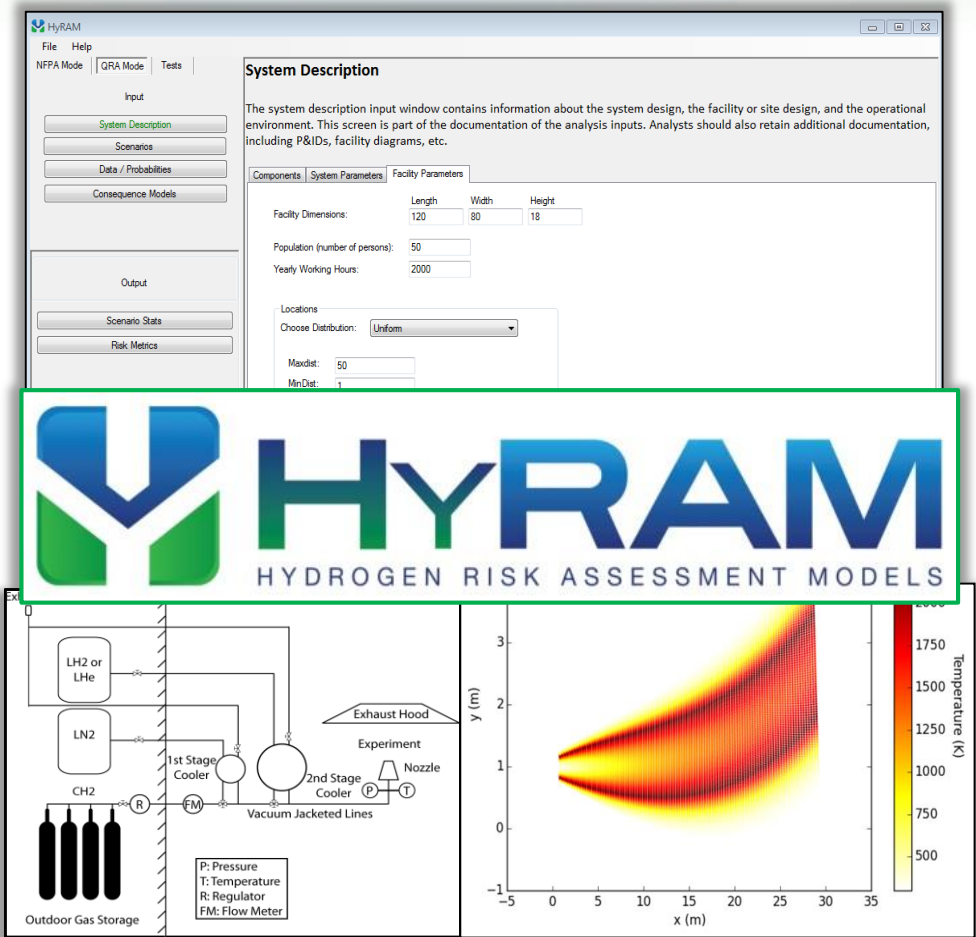 HyRAM
File Help
NFPA Mode QRA Mode Tests
Input
System Description
Scenarios
Data / Probabilities
Consequence Models
Output
Scenario Stats
Risk Metrics
System Description
The system description input window contains information about the system design, the facility or site design, and the operational
environment. This screen is part of the documentation of the analysis inputs. Analysts should also retain additional documentation,
including P&IDs, facility diagrams, etc.
Components System Parameters Facility Parameters
Length Width Height
Facility Dimensions: 120 80 18
Population (number of persons): 50
Yearly Working Hours: 2000
Locations
Choose Distribution: Uniform
Maxdist: 50
MinDist: 1
HYRAM
HYDROGEN RISK ASSESSMENT MODELS
LH2 or
LHe
LN2
CH2
1st Stage
Cooler
2nd Stage
Cooler
Exhaust Hood
Experiment
Nozzle
P T
R FM
Vacuum Jacketed Lines
P: Pressure
T: Temperature
R: Regulator
FM: Flow Meter
Outdoor Gas Storage
y (m)
3
2
1
0
−1
−5 0 5 10 15 20 25 30 35
x (m)
2000
1750
1500
1250
1000
750
500
Temperature (K)